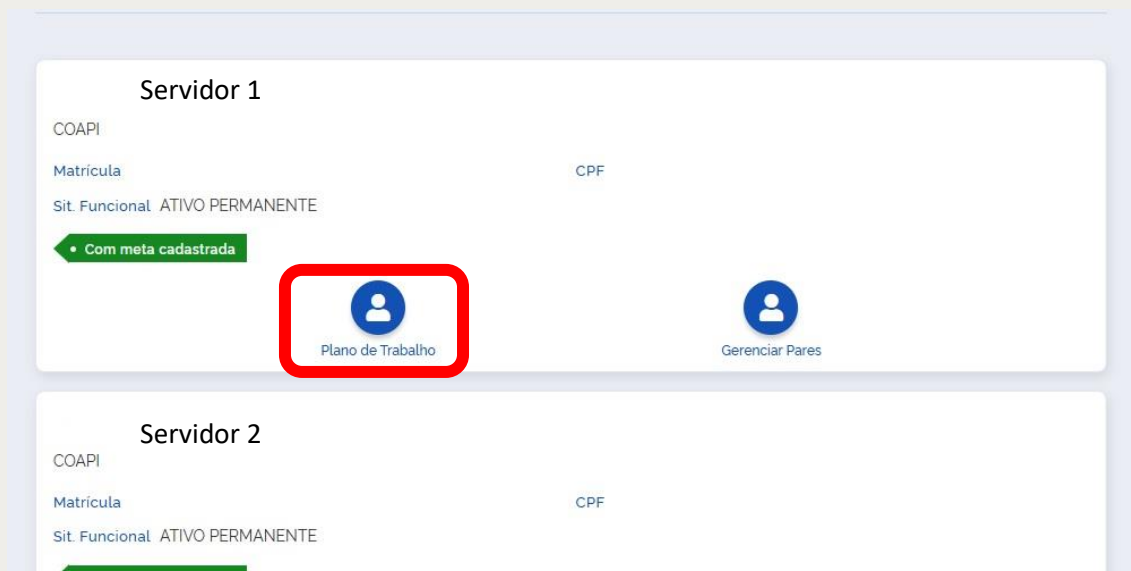 Servidor 1
COAPI
Matrícula CPF
Sit. Funcional ATIVO PERMANENTE
• Com meta cadastrada
Plano de Trabalho Gerenciar Pares
Servidor 2
COAPI
Matrícula CPF
Sit. Funcional ATIVO PERMANENTE